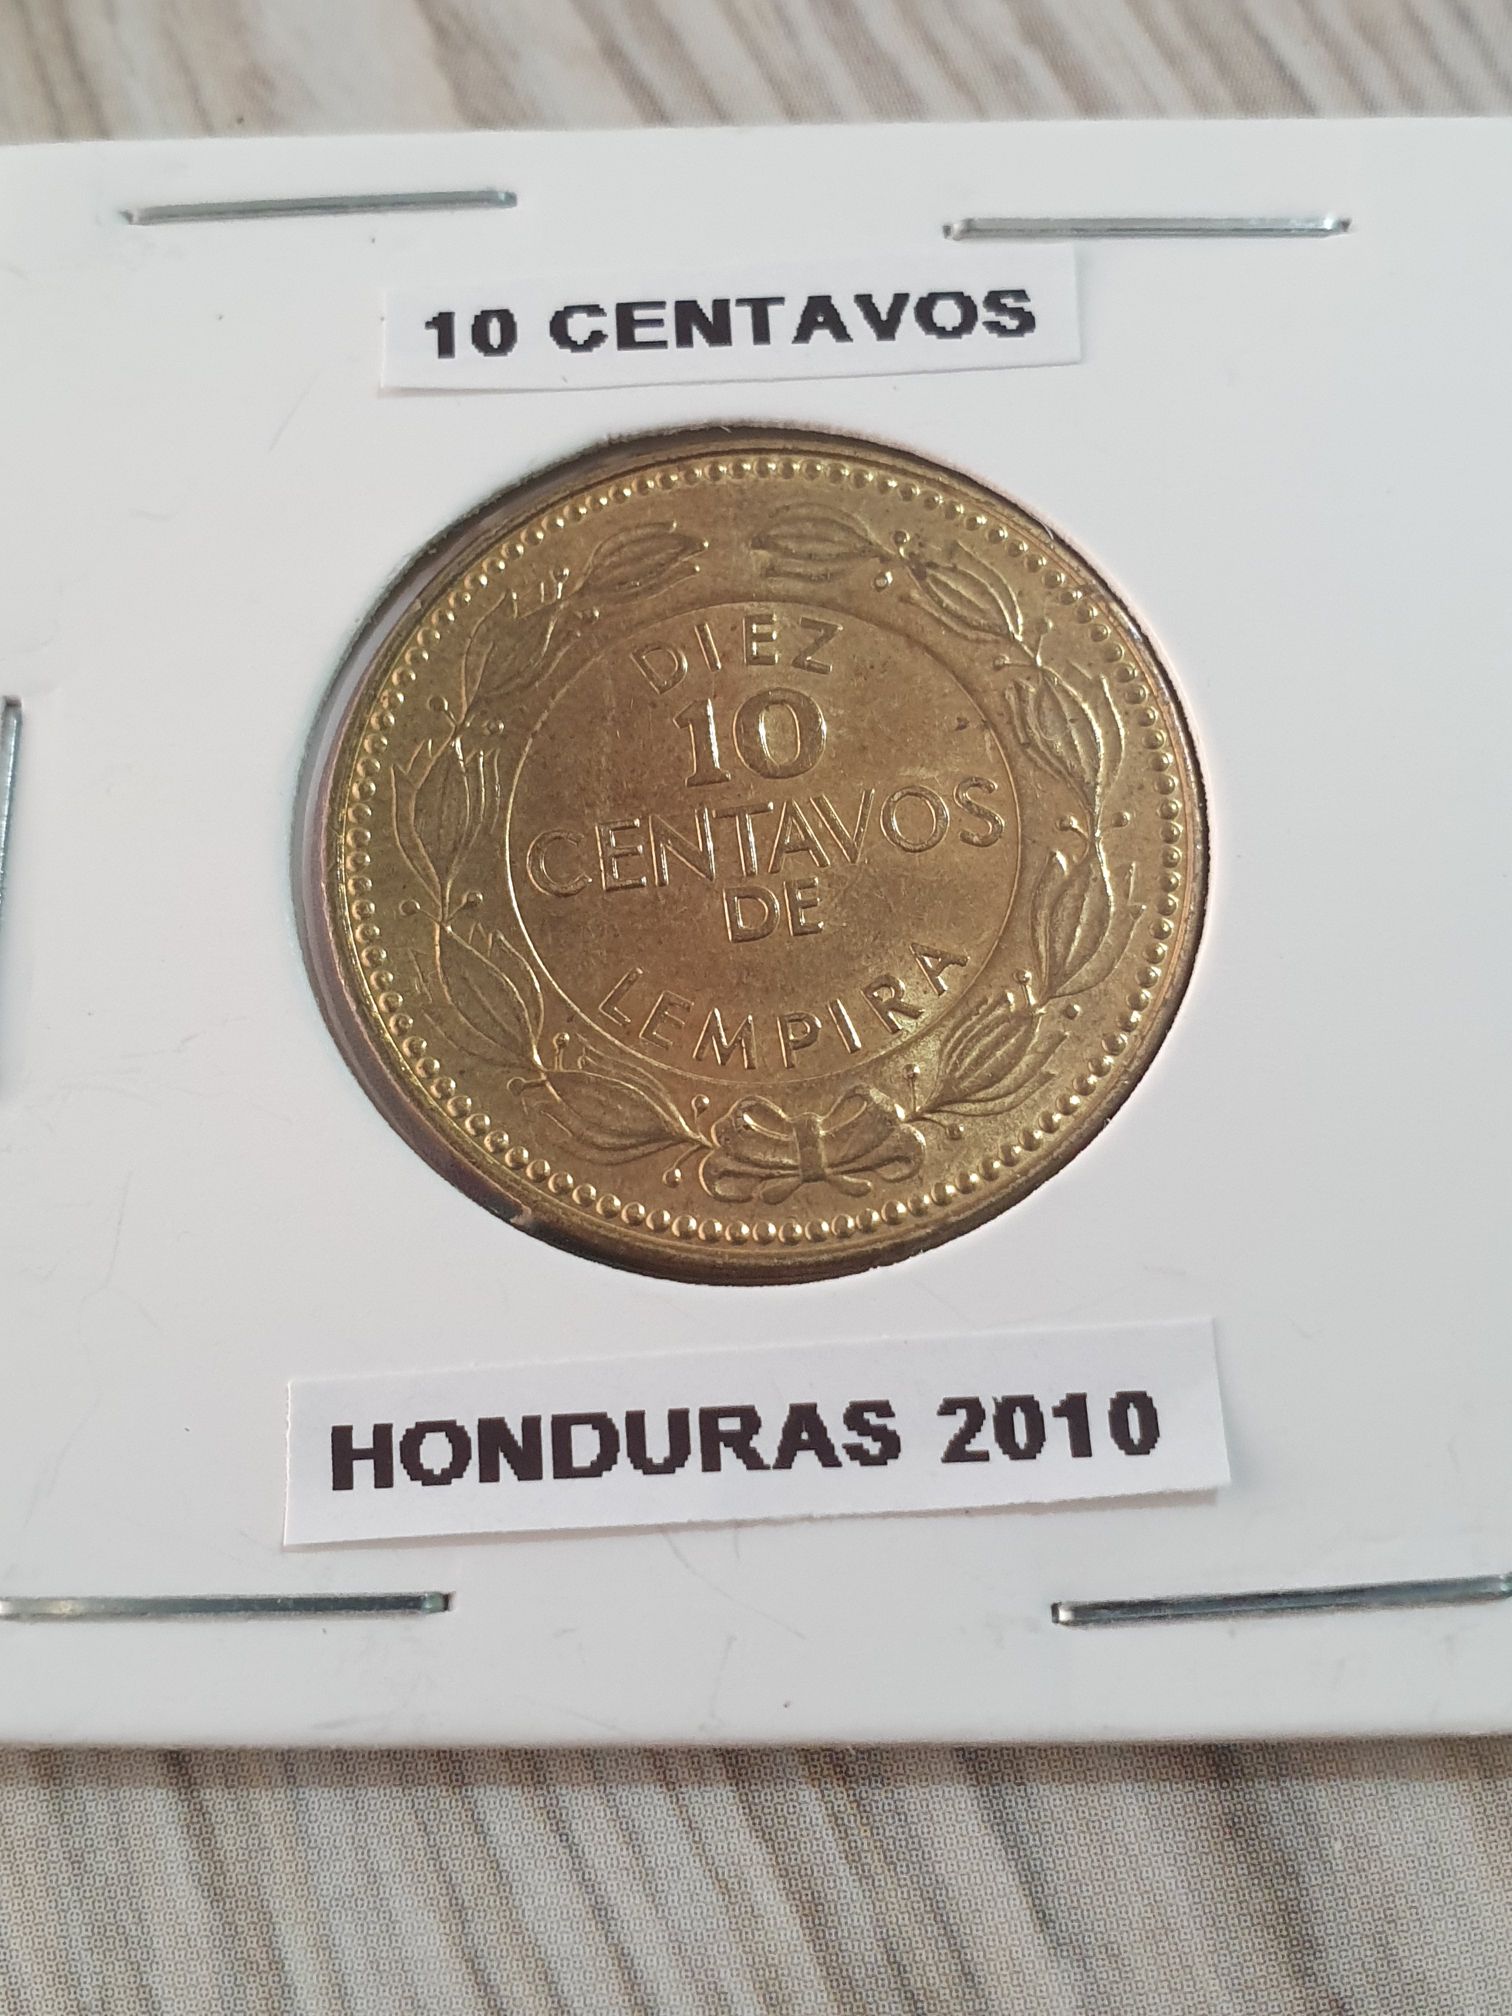 10 CENTAVOS
DIEZ
10
CENTAVOS
DE
LEMPIRA
HONDURAS 2010